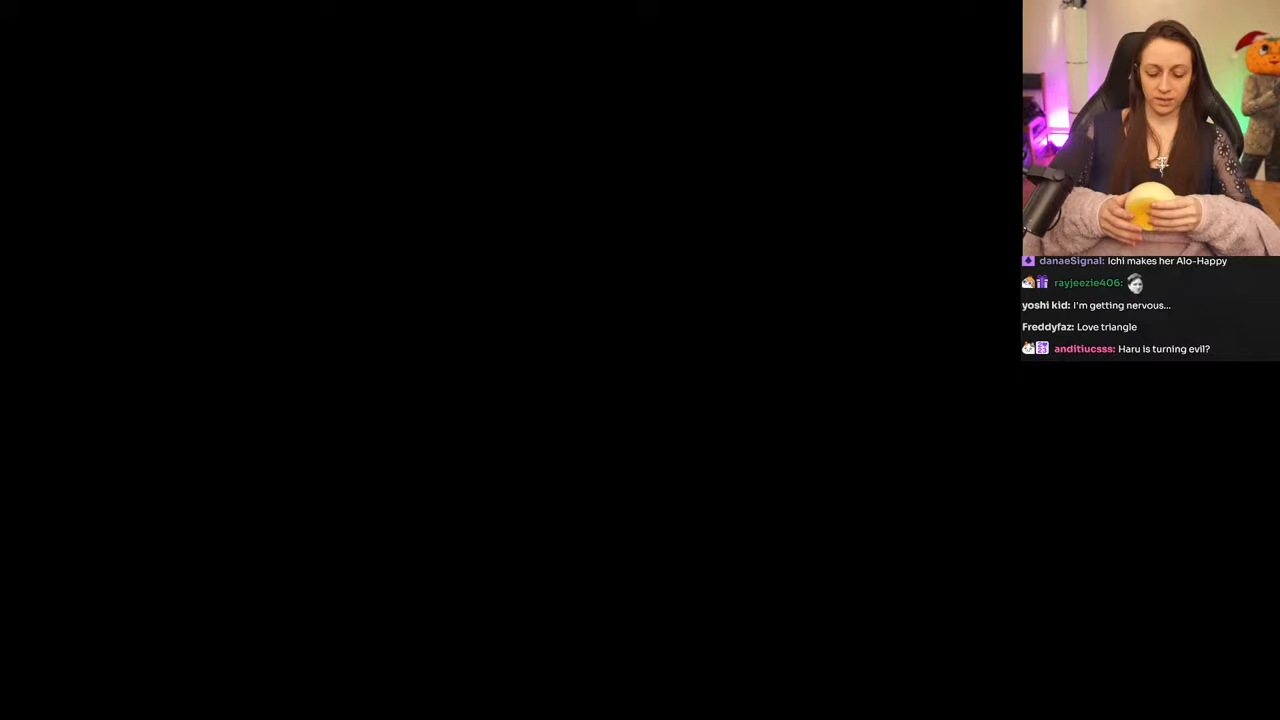 danaeSignal: Ichi makes her Alo-Happy
rayjeezie406:
yoshi kid: I'm getting nervous...
Freddyfaz: Love triangle
anditiucsss: Haru is turning evil?